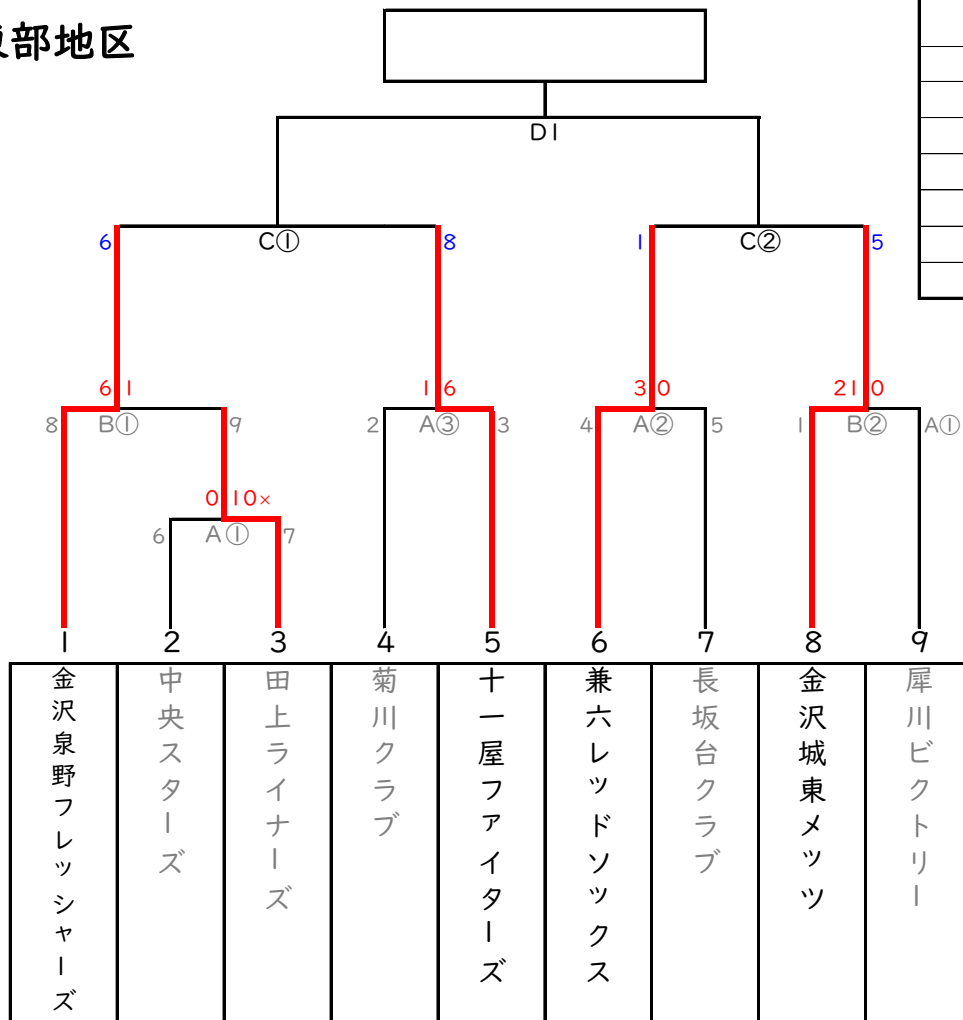 東部地区
D1
6 C① 8
1 C② 5
6 1
1 6
3 0
21 0
8 B① 9
2 A③ 3
4 A② 5
1 B② A①
0 10×
6 A① 7
1 2 3 4 5 6 7 8 9
金沢泉野フレッシャーズ
中央スターズ
田上ライナーズ
菊川クラブ
十一屋ファイターズ
兼六レッドソックス
長坂台クラブ
金沢城東メッツ
犀川ビクトリー